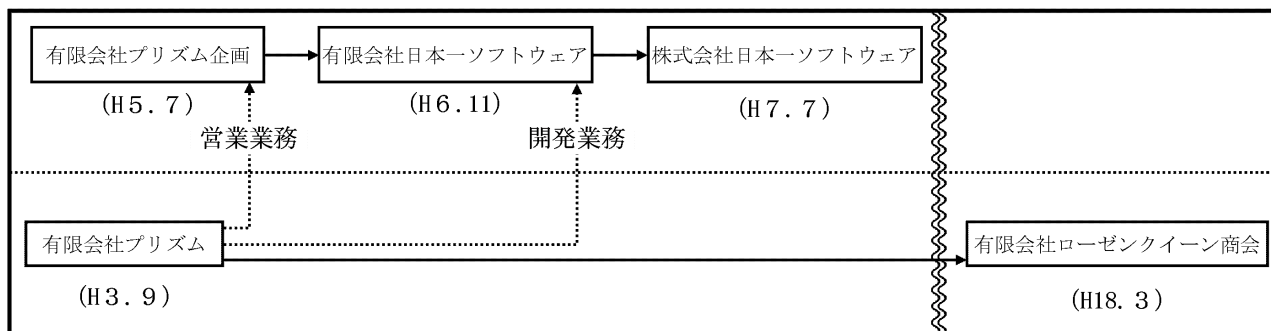 有限会社プリズム企画
有限会社日本一ソフトウェア
株式会社日本一ソフトウェア
(H5.7)
(H6.11)
(H7.7)
営業業務
開発業務
有限会社プリズム
有限会社ローゼンクイーン商会
(H3.9)
(H18.3)